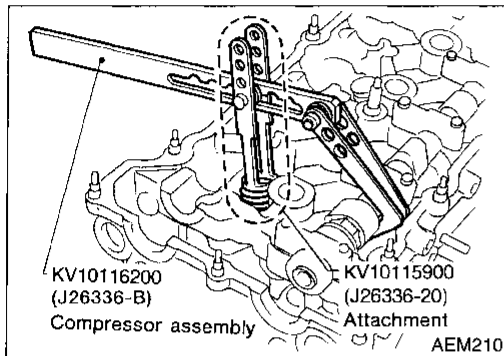 KV10116200
(J26336-B)
Compressor assembly
KV10115900
(J26336-20)
Attachment
AEM210